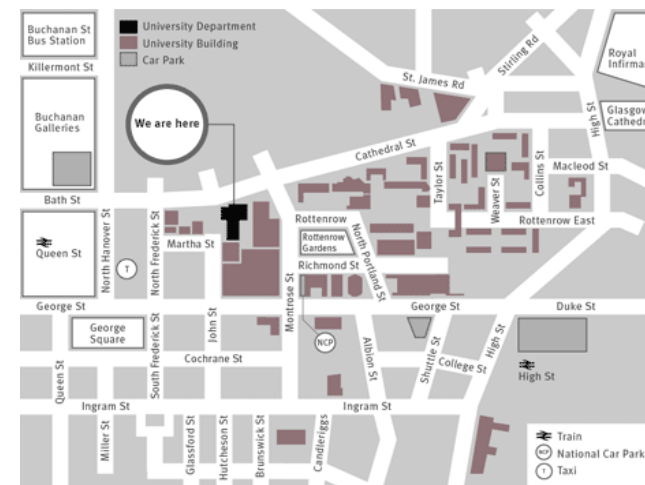 Buchanan St
Bus Station
Killermont St
Buchanan
Galleries
Bath St
University Department
University Building
Car Park
We are here
St. James Rd
Stirling Rd
Royal
Infirmar
Glasgow
Cathedr
High St
Cathedral St
Taylor St
Weaver St
Collins St
Macleod St
Rottenrow East
Rottenrow
Rottenrow
Gardens
North Portland St
Richmond St
Queen St
North Hanover St
T
North Frederick St
Martha St
George St
George
Square
South Frederick St
John St
Montrose St
Cochrane St
NCP
Albion St
George St
Shuttle St
College St
High St
Duke St
High St
Queen St
Ingram St
Miller St
Glassford St
Hutcheson St
Brunswick St
Candleriggs
Ingram St
Train
NCP
National Car Park
T
Taxi